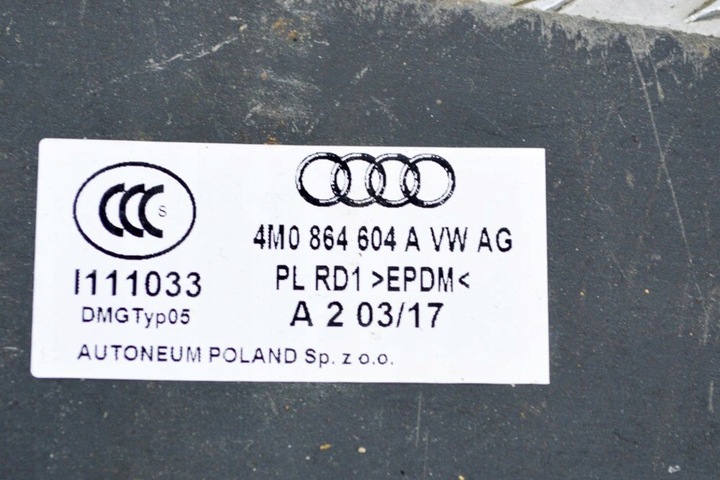 CCC S
4M0 864 604 A VW AG
I111033
PL RD1 >EPDM<
DMGTyp05
A 2 03/17
AUTONEUM POLAND Sp. z o.o.